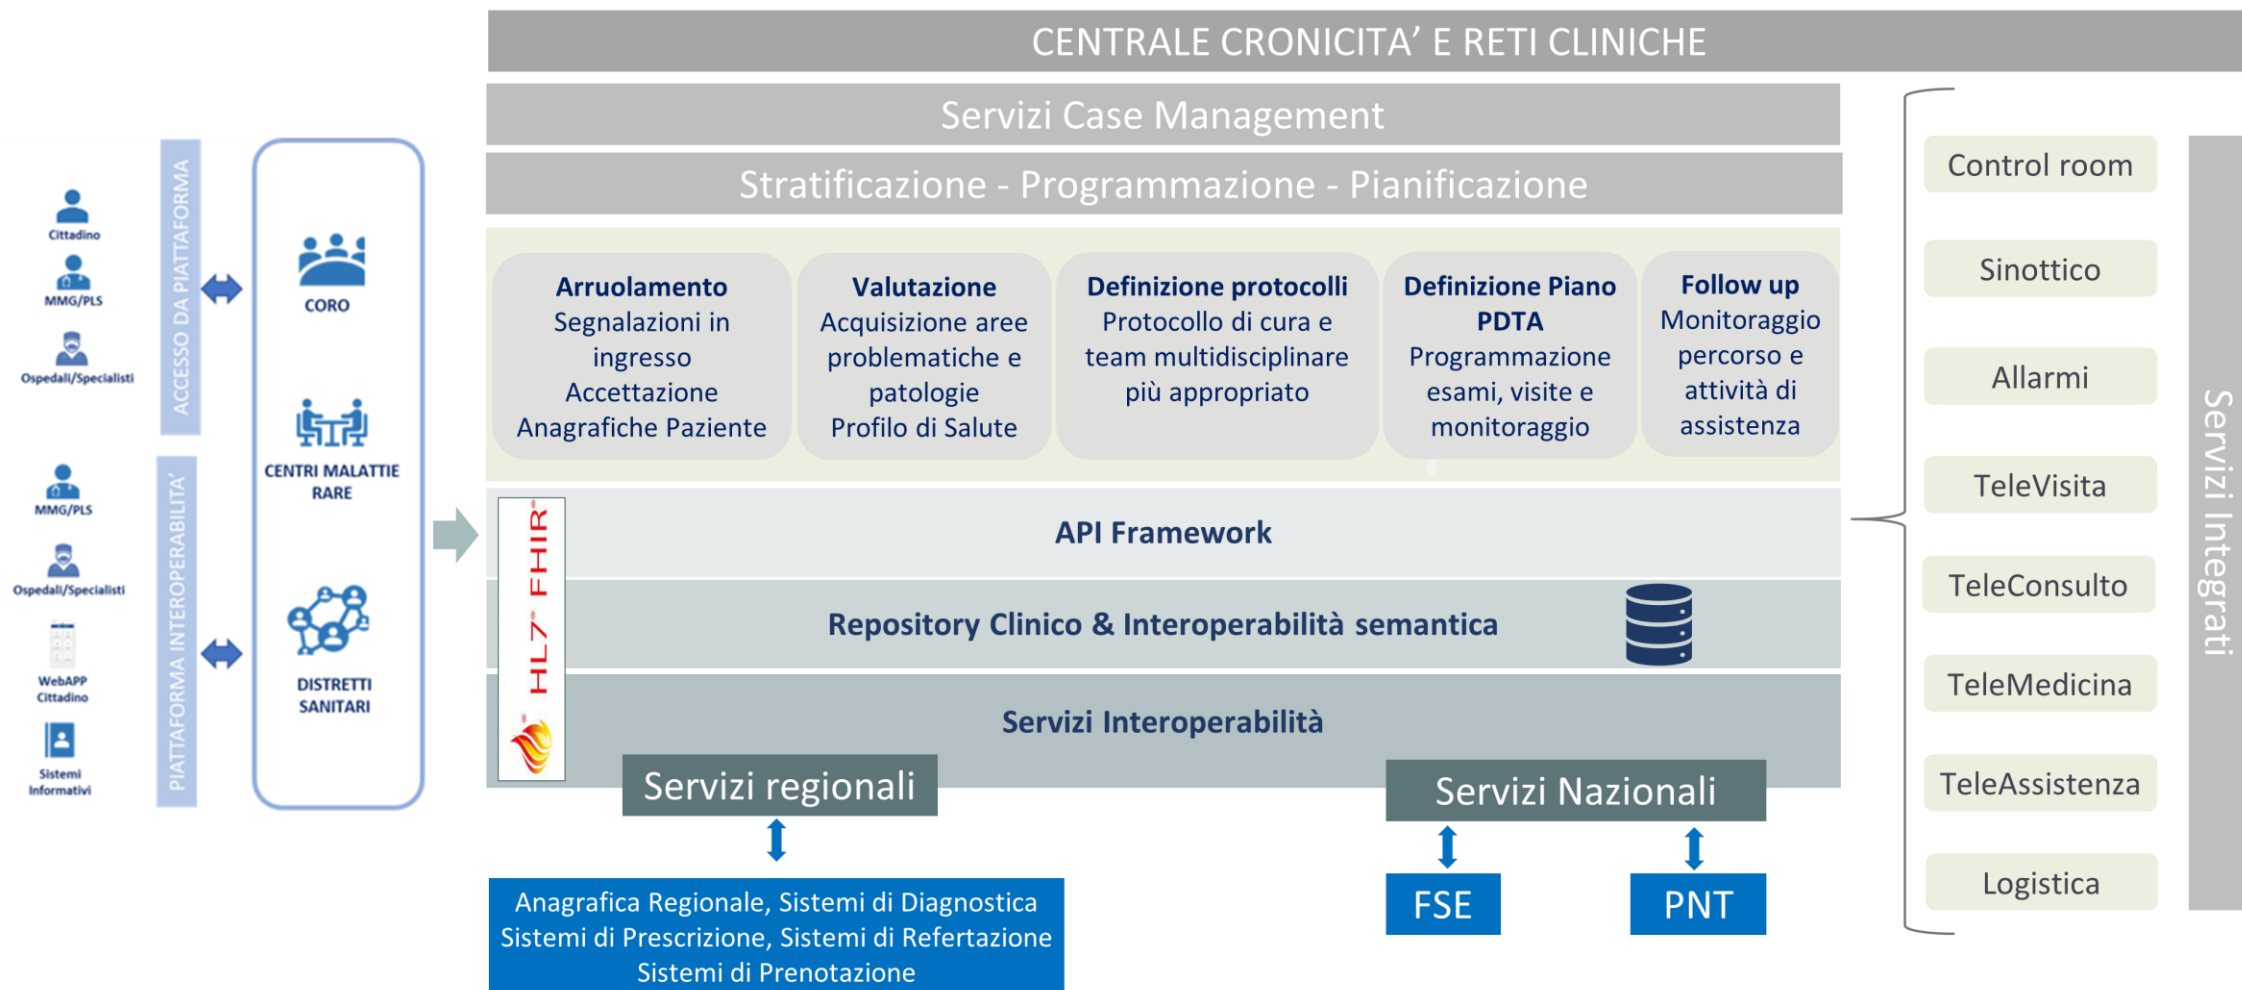 CENTRALE CRONICITA’ E RETI CLINICHE
Servizi Case Management
Stratificazione - Programmazione - Pianificazione
ACCESSO DA PIATTAFORMA
Cittadino
MMG/PLS
Ospedali/Specialisti
PIATTAFORMA INTEROPERABILITA’
MMG/PLS
Ospedali/Specialisti
WebAPP
Cittadino
Sistemi
Informativi
CORO
CENTRI MALATTIE
RARE
DISTRETTI
SANITARI
Arruolamento
Segnalazioni in
ingresso
Accettazione
Anagrafiche Paziente
Valutazione
Acquisizione aree
problematiche e
patologie
Profilo di Salute
Definizione protocolli
Protocollo di cura e
team multidisciplinare
più appropriato
Definizione Piano
PDTA
Programmazione
esami, visite e
monitoraggio
Follow up
Monitoraggio
percorso e
attività di
assistenza
HL7® FHIR®
API Framework
Repository Clinico & Interoperabilità semantica
Servizi Interoperabilità
Servizi regionali
Servizi Nazionali
Anagrafica Regionale, Sistemi di Diagnostica
Sistemi di Prescrizione, Sistemi di Refertazione
Sistemi di Prenotazione
FSE
PNT
Control room
Sinottico
Allarmi
TeleVisita
TeleConsulto
TeleMedicina
TeleAssistenza
Logistica
Servizi Integrati